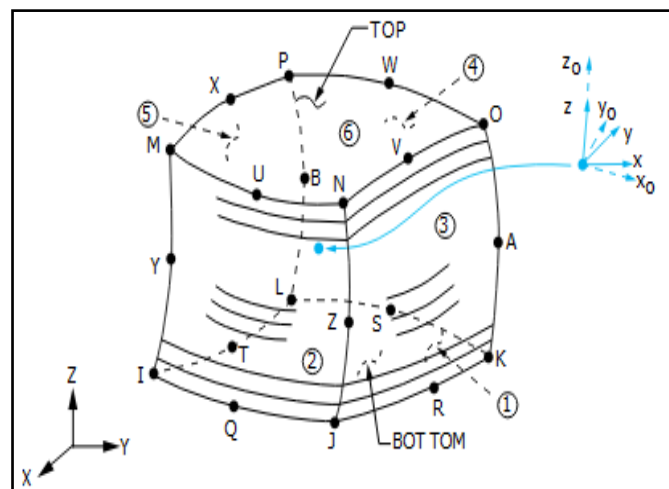 TOP
P
W
④
z₀
X
z
⑤
y₀
O
⑥
y
M
V
x
B
x₀
U
N
③
A
Y
L
Z
S
T
②
K
I
①
Z
R
Q
J
BOT TOM
Y
X